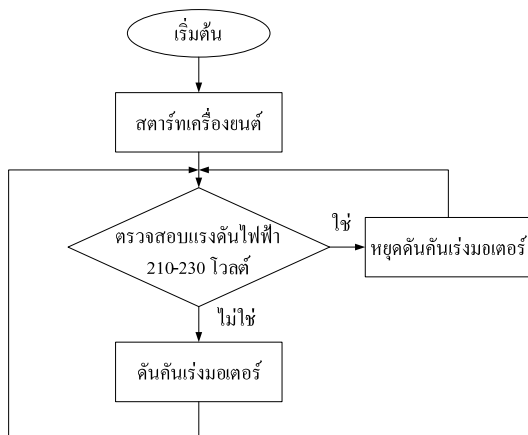 เริ่มต้น
สตาร์ทเครื่องยนต์
ตรวจสอบแรงดันไฟฟ้า
210-230 โวลต์
ใช่
หยุดดันคันเร่งมอเตอร์
ไม่ใช่
ดันคันเร่งมอเตอร์